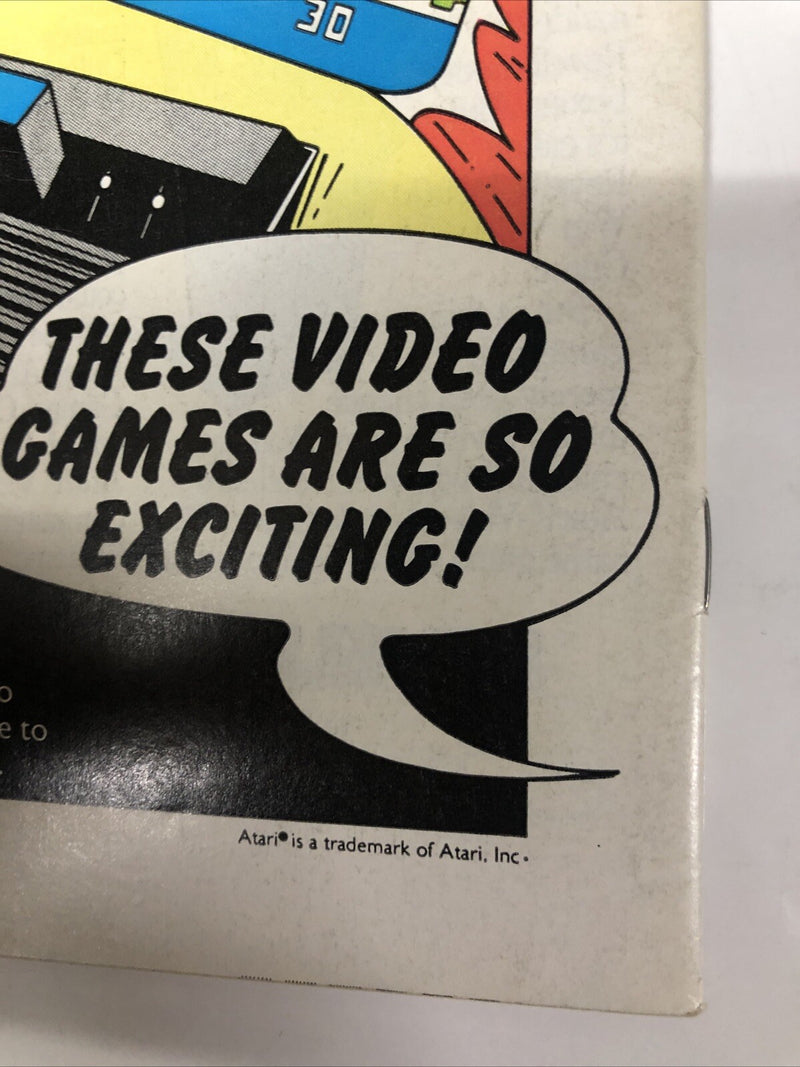 30
THESE VIDEO
GAMES ARE SO
EXCITING!
e to
Atari® is a trademark of Atari, Inc.